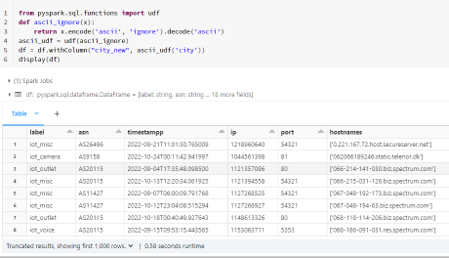 1 from pyspark.sql.functions import udf
2 def ascii_ignore(x):
3 return x.encode('ascii', 'ignore').decode('ascii')
4 ascii_udf = udf(ascii_ignore)
5 df = df.withColumn("city_new", ascii_udf('city'))
6 display(df)
(1) Spark Jobs
df: pyspark.sql.dataframe.DataFrame = [label: string, asn: string ... 16 more fields]
Table +
label asn timestampp ip port hostnames
1 iot_misc AS26496 2022-09-21T11:01:50.765009 1218960640 54321 ['0.221.167.72.host.secureserver.net']
2 iot_camera AS9158 2022-10-24T00:11:42.941997 1044561398 81 ['062066189246.static.telenor.dk']
3 iot_outlet AS20115 2022-09-04T17:35:48.098500 1121357086 80 ['066-214-141-030.biz.spectrum.com']
4 iot_misc AS20115 2022-10-13T12:20:34.061925 1121394558 54321 ['066-215-031-126.biz.spectrum.com']
5 iot_misc AS11427 2022-09-07T06:00:09.791768 1127268525 54321 ['067-048-192-173.biz.spectrum.com']
6 iot_misc AS11427 2022-10-12T23:04:08.515294 1127268927 54321 ['067-048-194-63.biz.spectrum.com']
7 iot_outlet AS20115 2022-10-18T00:40:49.927643 1148613326 80 ['068-118-114-206.biz.spectrum.com']
8 iot_voice AS20115 2022-09-15T09:53:15.443565 1153063711 5353 ['068-186-091-031.res.spectrum.com']
Truncated results, showing first 1,000 rows. 0.58 seconds runtime